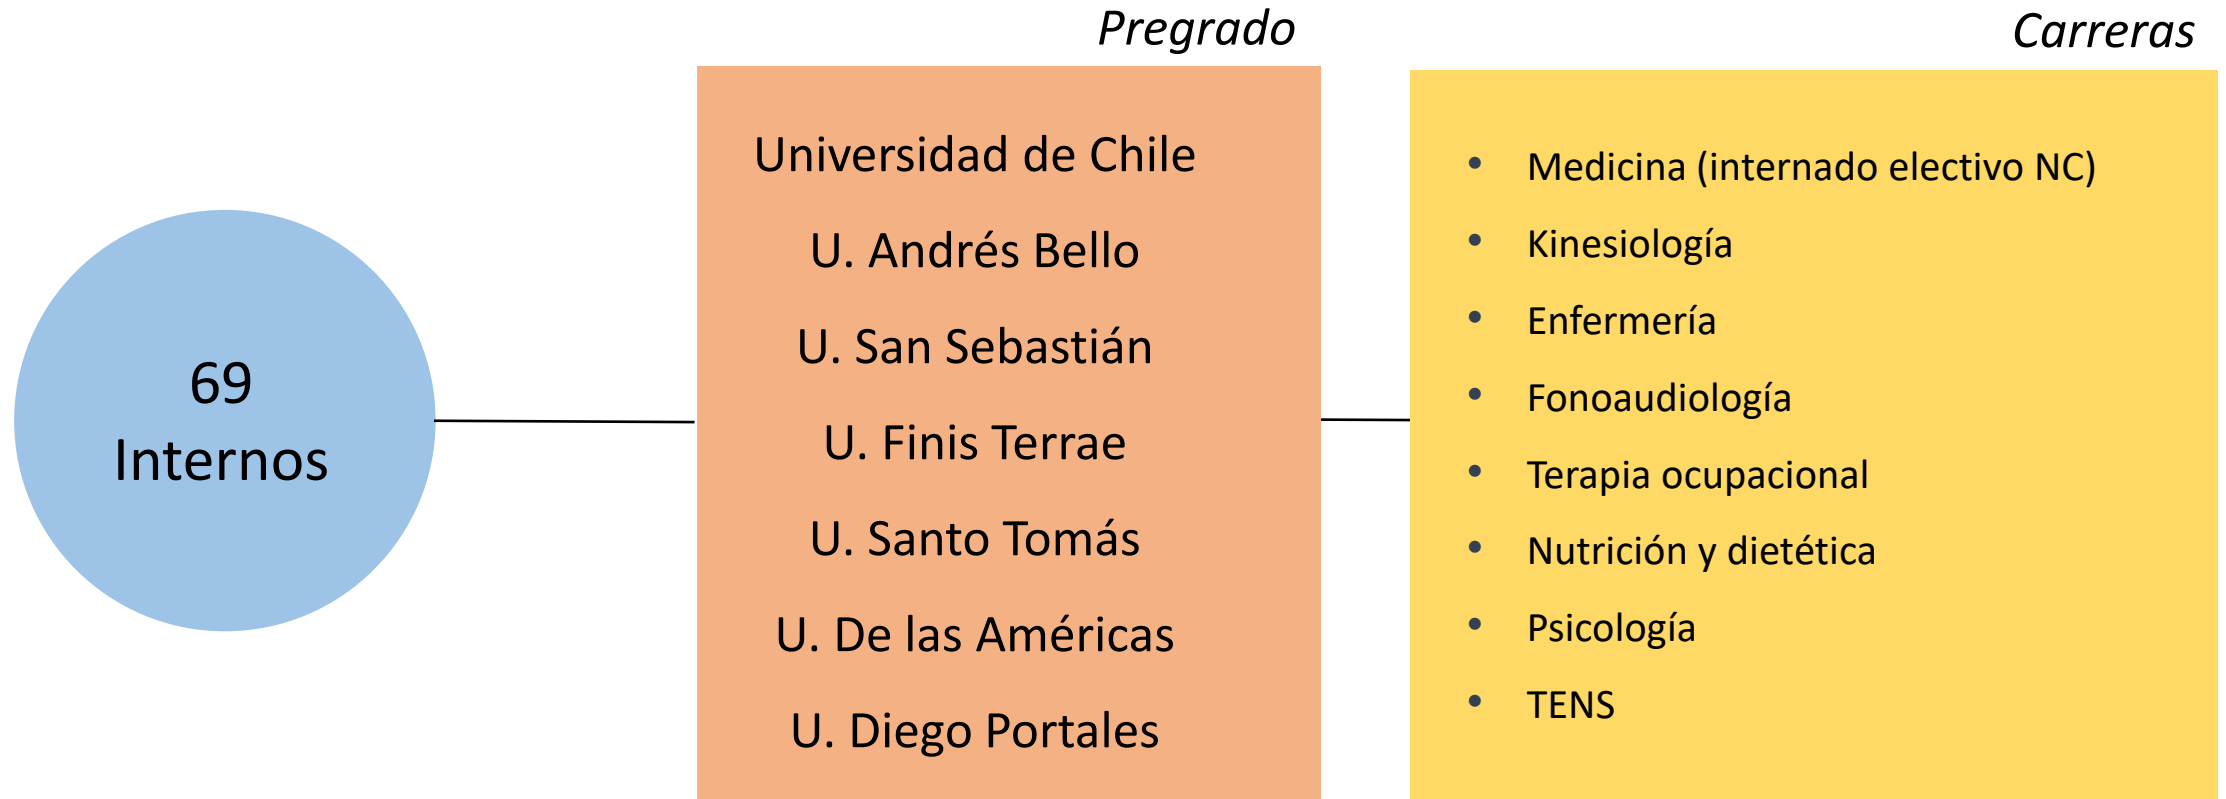 69
Internos
Pregrado
Universidad de Chile
U. Andrés Bello
U. San Sebastián
U. Finis Terrae
U. Santo Tomás
U. De las Américas
U. Diego Portales
Carreras
• Medicina (internado electivo NC)
• Kinesiología
• Enfermería
• Fonoaudiología
• Terapia ocupacional
• Nutrición y dietética
• Psicología
• TENS